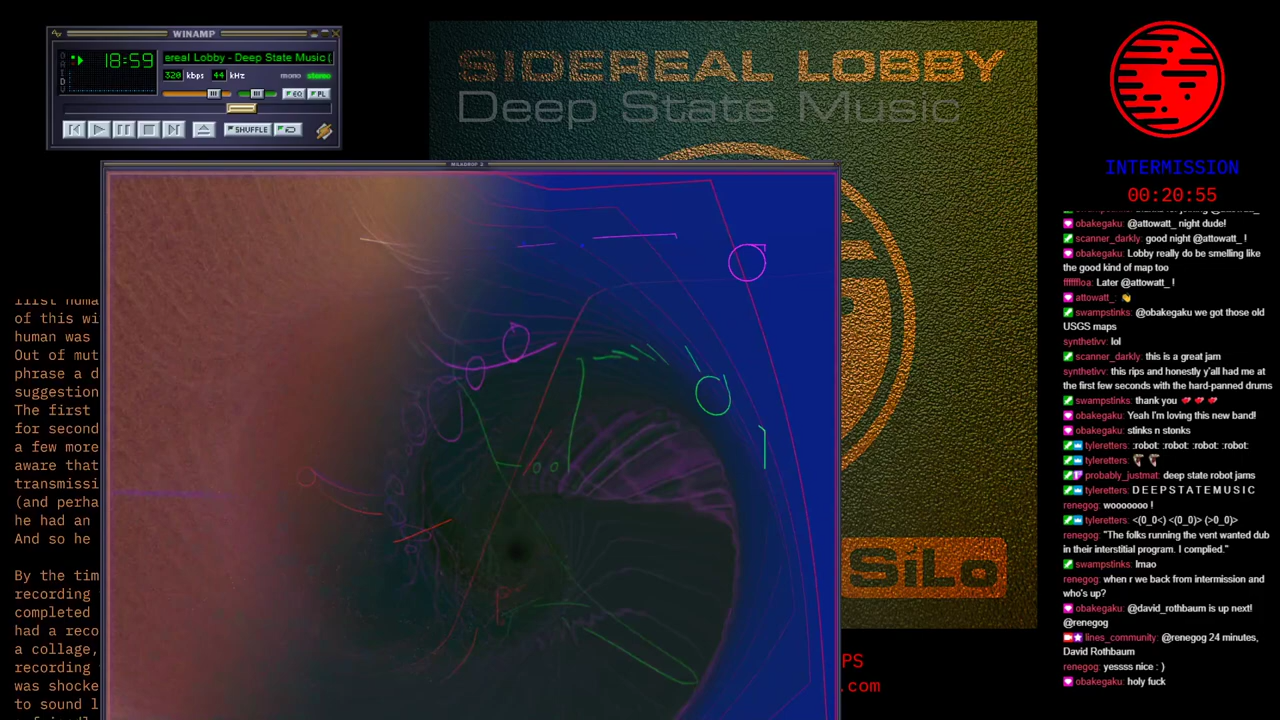 WINAMP
18:59
ereal Lobby - Deep State Music (
320 kbps 44 kHz mono stereo
EQ PL
SHUFFLE
SIDEREAL LOBBY
Deep State Music
SiLo
PS
.com
MILKDROP 2
of this wi
human was
Out of mut
phrase a d
suggestion
The first
for second
a few more
aware that
transmissi
(and perha
he had an
And so he
By the tim
recording
completed
had a reco
a collage,
recording
was shocke
to sound l
INTERMISSION
00:20:55
obakegaku: @attowatt_ night dude!
scanner_darkly: good night @attowatt_ !
obakegaku: Lobby really do be smelling like
the good kind of map too
fffffffloa: Later @attowatt_ !
attowatt_: 👋
swampstinks: @obakegaku we got those old
USGS maps
synthetivv: lol
scanner_darkly: this is a great jam
synthetivv: this rips and honestly y'all had me at
the first few seconds with the hard-panned drums
swampstinks: thank you
obakegaku: Yeah I'm loving this new band!
obakegaku: stinks n stonks
tyleretters: :robot: :robot: :robot: :robot:
tyleretters:
probably_justmat: deep state robot jams
tyleretters: D E E P S T A T E M U S I C
renegog: wooooooo !
tyleretters: <(0_0<) <(0_0)> (>0_0)>
renegog: "The folks running the vent wanted dub
in their interstitial program. I complied."
swampstinks: lmao
renegog: when r we back from intermission and
who's up?
obakegaku: @david_rothbaum is up next!
@renegog
lines_community: @renegog 24 minutes,
David Rothbaum
renegog: yessss nice : )
obakegaku: holy fuck